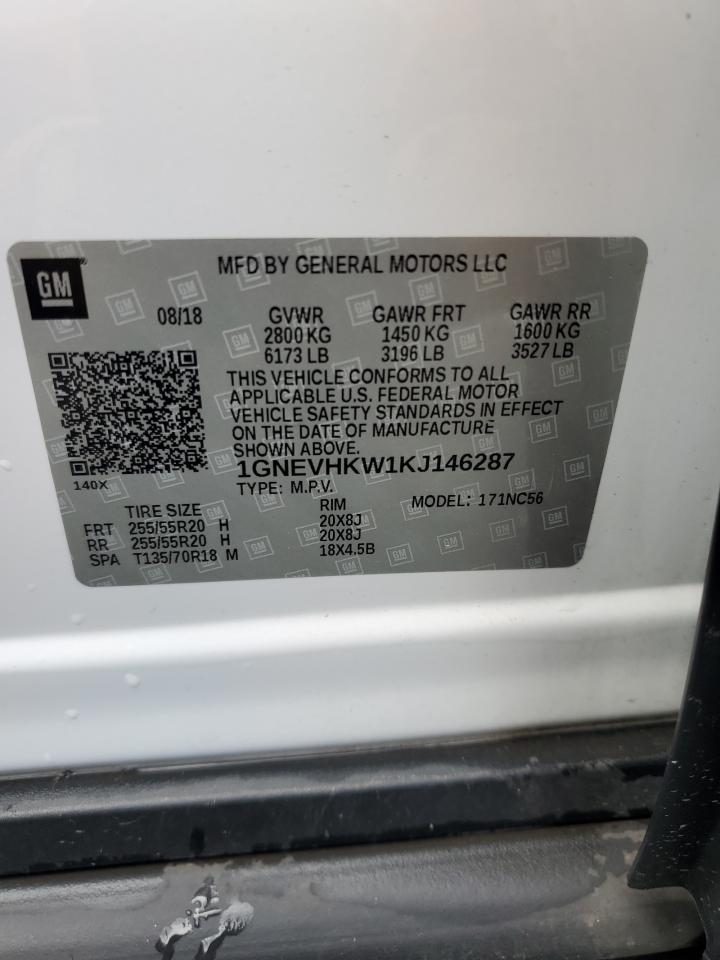 GM
MFD BY GENERAL MOTORS LLC
08/18 GVWR GAWR FRT GAWR RR
2800 KG 1450 KG 1600 KG
6173 LB 3196 LB 3527 LB
THIS VEHICLE CONFORMS TO ALL
APPLICABLE U.S. FEDERAL MOTOR
VEHICLE SAFETY STANDARDS IN EFFECT
ON THE DATE OF MANUFACTURE
SHOWN ABOVE.
140X
1GNEVHKW1KJ146287
TYPE: M.P.V. MODEL: 171NC56
TIRE SIZE RIM
FRT 255/55R20 H 20X8J
RR 255/55R20 H 20X8J
SPA T135/70R18 M 18X4.5B